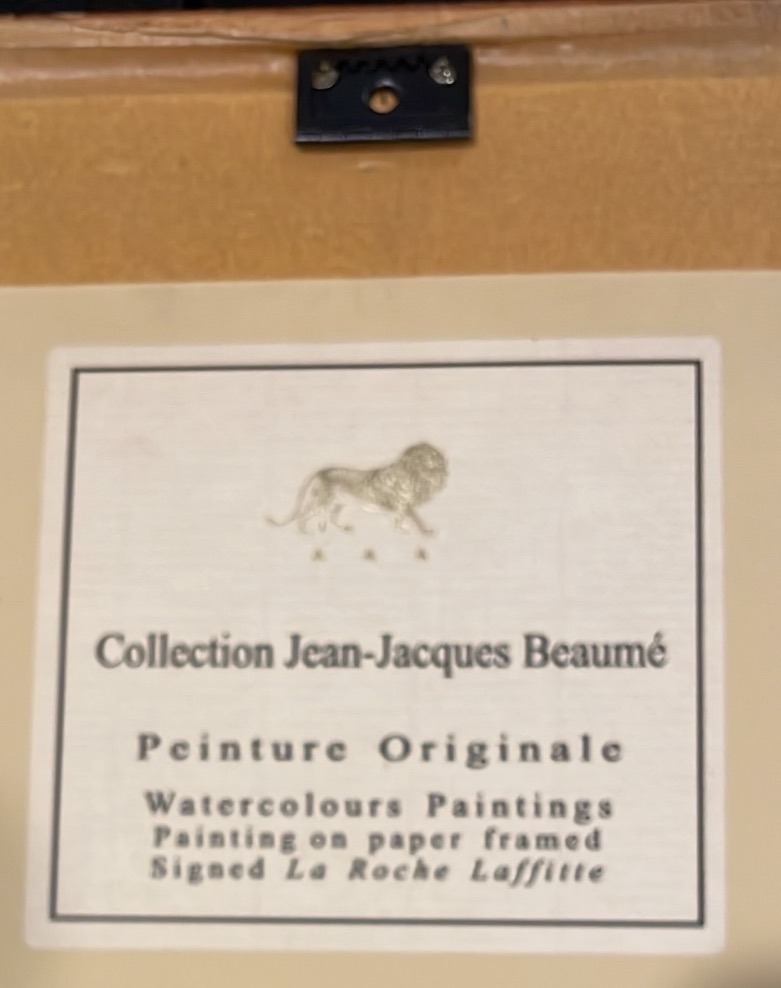 Collection Jean-Jacques Beaumé
Peinture Originale
Watercolours Paintings
Painting on paper framed
Signed La Roche Laffitte